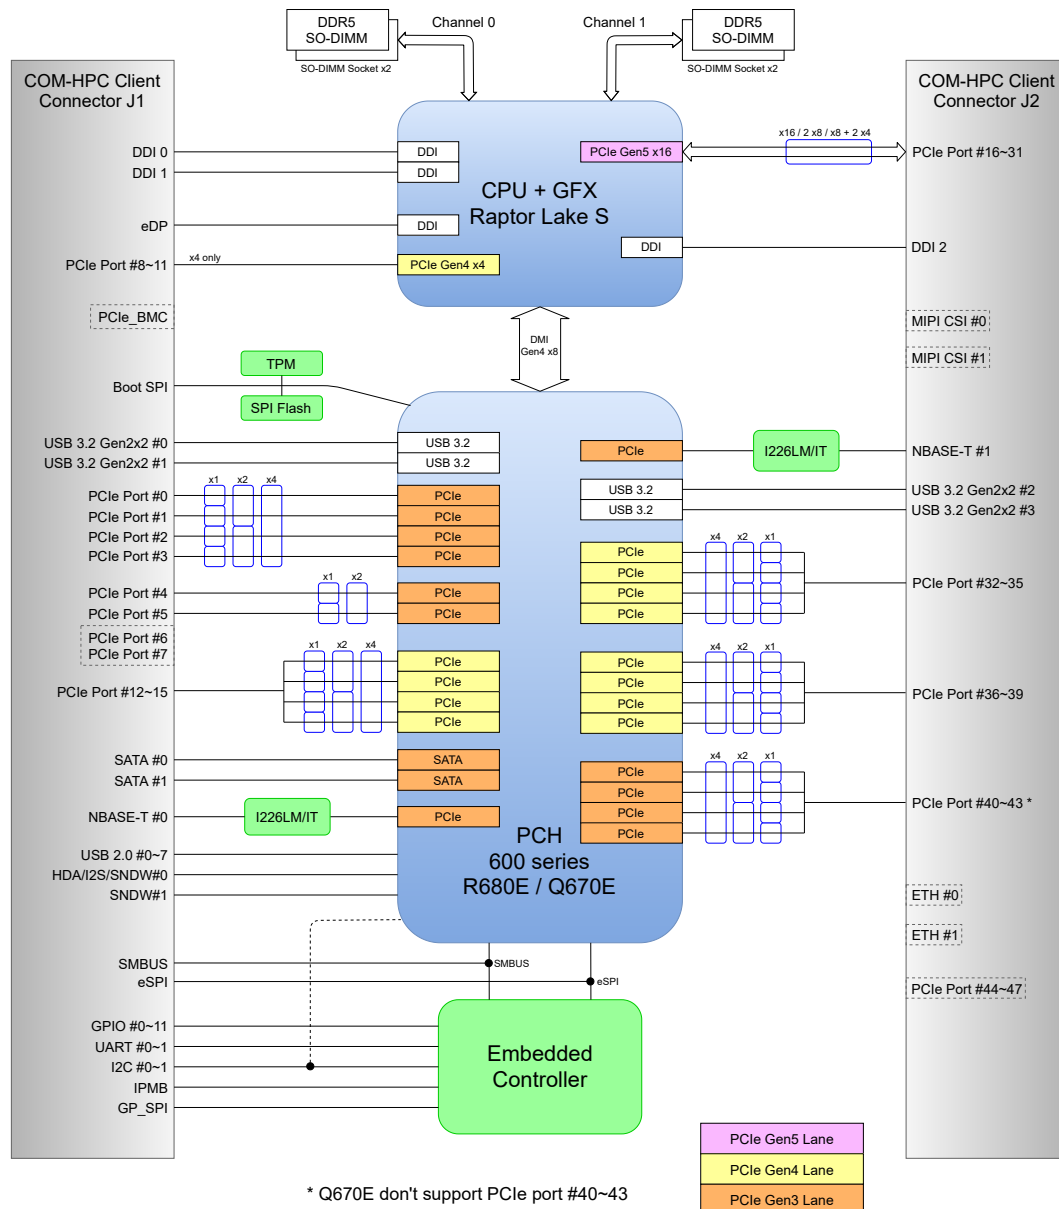 DDR5
SO-DIMM
SO-DIMM Socket x2
Channel 0
Channel 1
DDR5
SO-DIMM
SO-DIMM Socket x2
COM-HPC Client
Connector J1
DDI 0
DDI 1
eDP
PCIe Port #8~11
x4 only
PCIe_BMC
Boot SPI
TPM
SPI Flash
USB 3.2 Gen2x2 #0
USB 3.2 Gen2x2 #1
x1
x2
x4
PCIe Port #0
PCIe Port #1
PCIe Port #2
PCIe Port #3
x1
x2
PCIe Port #4
PCIe Port #5
PCIe Port #6
PCIe Port #7
x1
x2
x4
PCIe Port #12~15
SATA #0
SATA #1
NBASE-T #0
I226LM/IT
USB 2.0 #0~7
HDA/I2S/SNDW#0
SNDW#1
SMBUS
eSPI
GPIO #0~11
UART #0~1
I2C #0~1
IPMB
GP_SPI
DDI
DDI
DDI
PCIe Gen4 x4
PCIe Gen5 x16
CPU + GFX
Raptor Lake S
DDI
DMI
Gen4 x8
USB 3.2
USB 3.2
PCIe
PCIe
PCIe
PCIe
PCIe
PCIe
PCIe
PCIe
PCIe
PCIe
SATA
SATA
PCIe
PCIe
USB 3.2
USB 3.2
PCIe
PCIe
PCIe
PCIe
PCIe
PCIe
PCIe
PCIe
PCIe
PCIe
PCIe
PCIe
PCH
600 series
R680E / Q670E
SMBUS
eSPI
Embedded
Controller
COM-HPC Client
Connector J2
x16 / 2 x8 / x8 + 2 x4
PCIe Port #16~31
DDI 2
MIPI CSI #0
MIPI CSI #1
I226LM/IT
NBASE-T #1
USB 3.2 Gen2x2 #2
USB 3.2 Gen2x2 #3
x4
x2
x1
PCIe Port #32~35
x4
x2
x1
PCIe Port #36~39
x4
x2
x1
PCIe Port #40~43 *
ETH #0
ETH #1
PCIe Port #44~47
PCIe Gen5 Lane
PCIe Gen4 Lane
PCIe Gen3 Lane
* Q670E don't support PCIe port #40~43